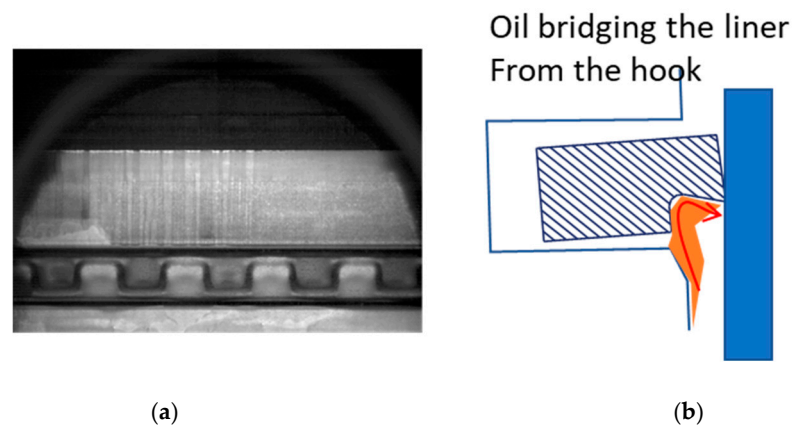 Oil bridging the liner
From the hook
(a)
(b)